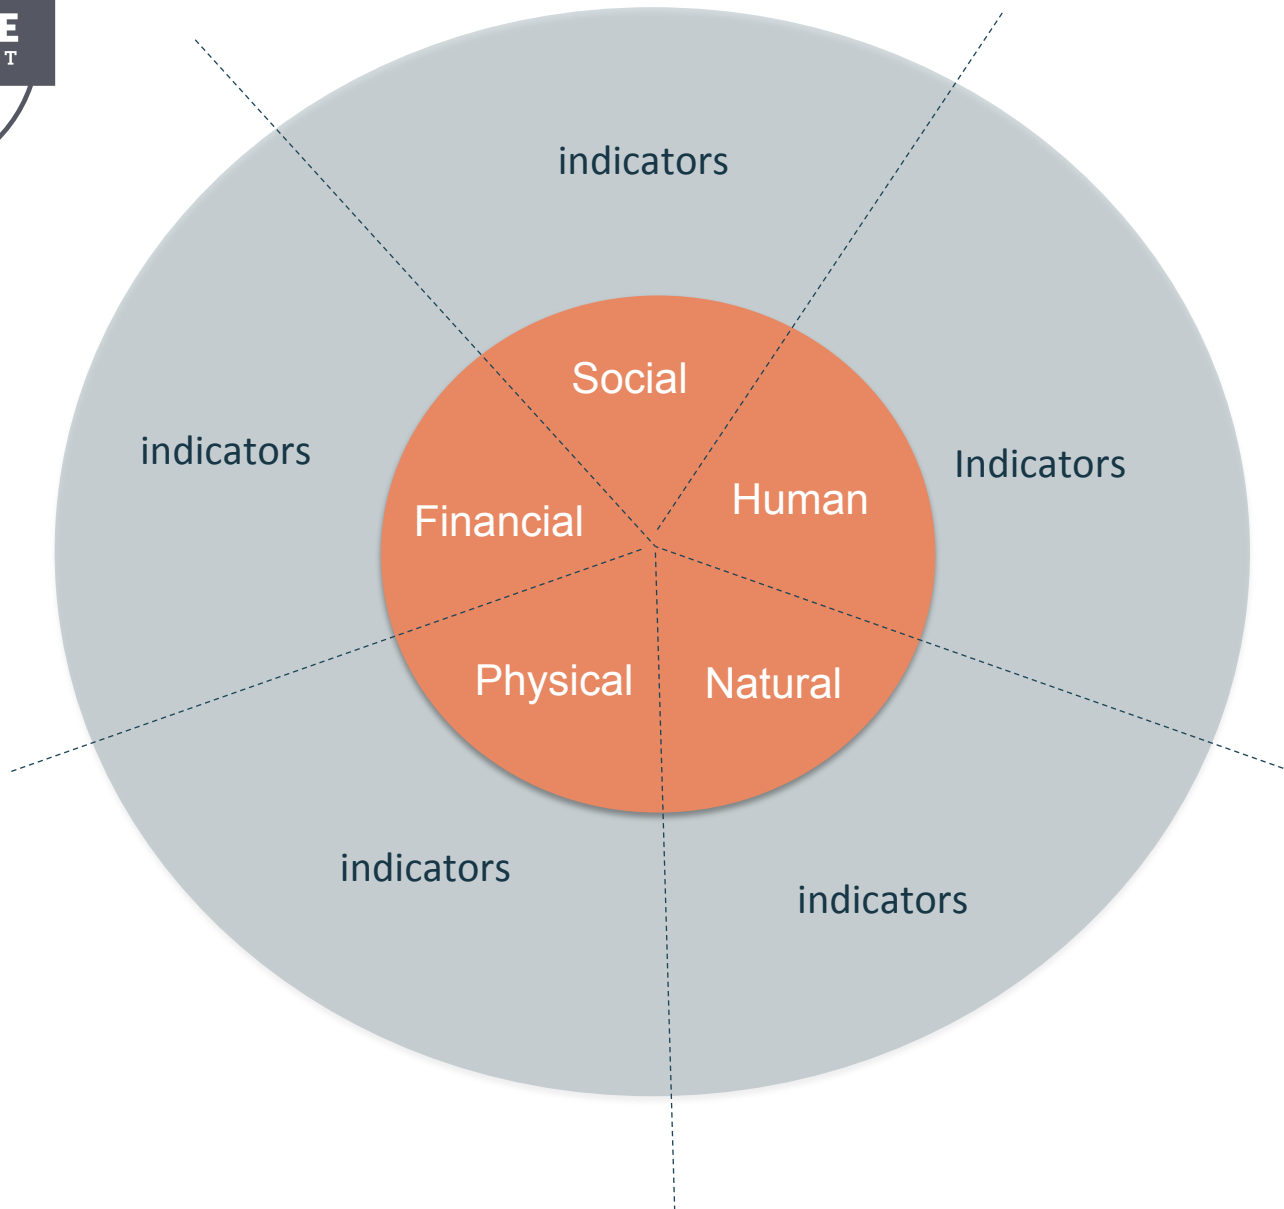 E
T
indicators
Social
indicators
Indicators
Human
Financial
Physical
Natural
indicators
indicators